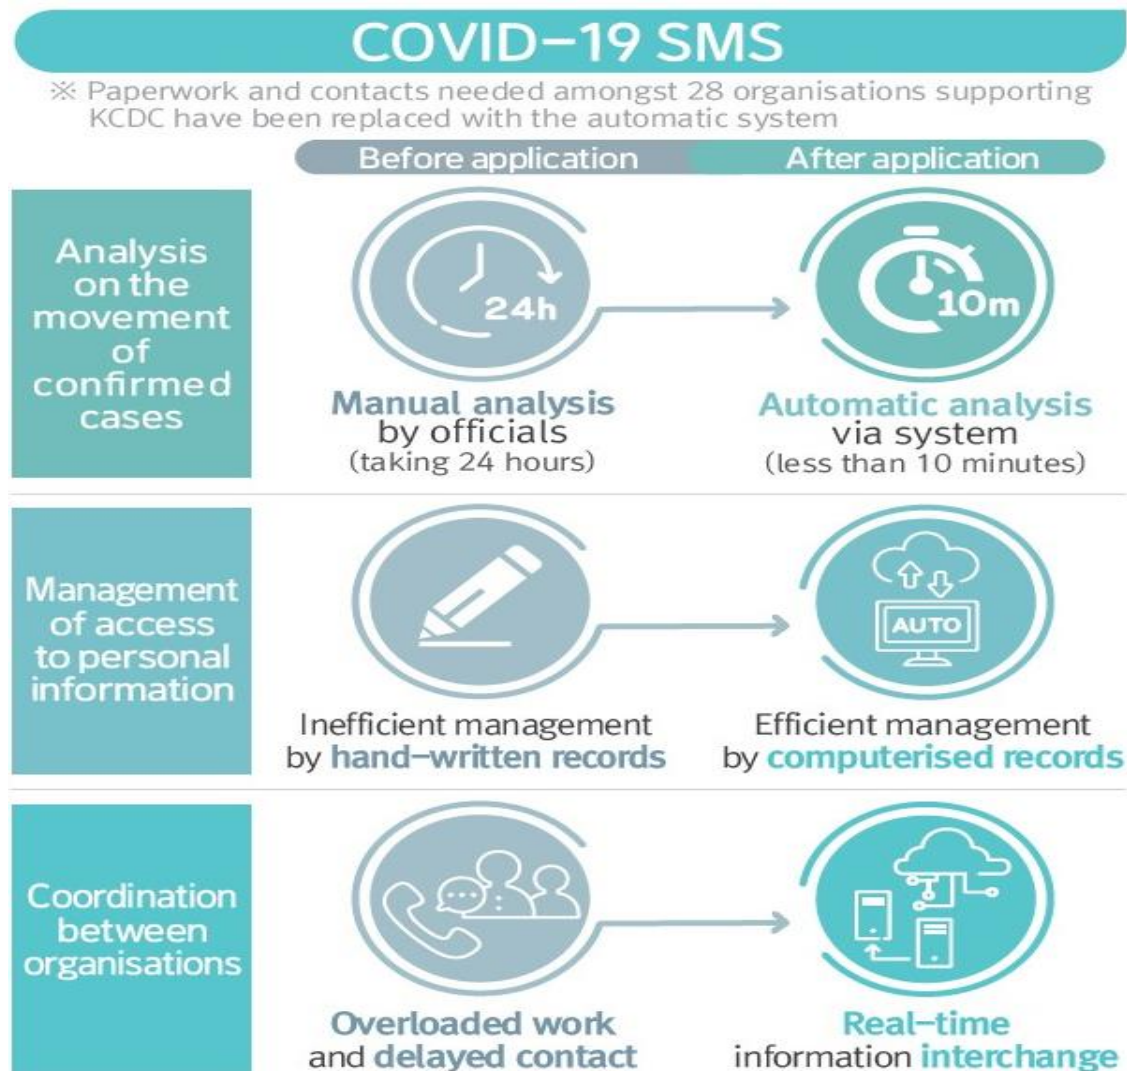 COVID−19 SMS
※ Paperwork and contacts needed amongst 28 organisations supporting
KCDC have been replaced with the automatic system
Before application
After application
Analysis
on the
movement
of
confirmed
cases
24h
Manual analysis
by officials
(taking 24 hours)
10m
Automatic analysis
via system
(less than 10 minutes)
Management
of access
to personal
information
Inefficient management
by hand−written records
AUTO
Efficient management
by computerised records
Coordination
between
organisations
Overloaded work
and delayed contact
Real−time
information interchange